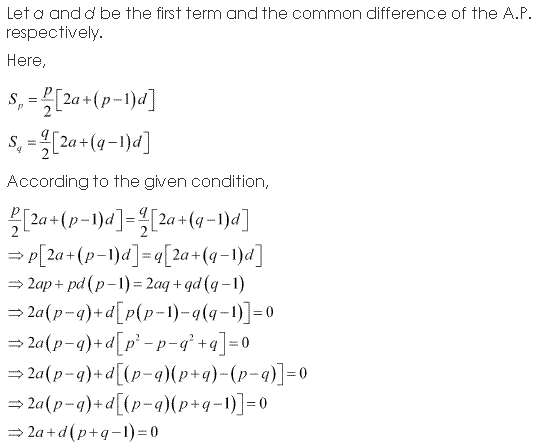 Let a and d be the first term and the common difference of the A.P.
respectively.
Here,
Sₚ = p/2[2a+(p−1)d]
S_q = q/2[2a+(q−1)d]
According to the given condition,
p/2[2a+(p−1)d]=q/2[2a+(q−1)d]
⇒ p[2a+(p−1)d]=q[2a+(q−1)d]
⇒ 2ap+pd(p−1)=2aq+qd(q−1)
⇒ 2a(p−q)+d[p(p−1)−q(q−1)]=0
⇒ 2a(p−q)+d[p²−p−q²+q]=0
⇒ 2a(p−q)+d[(p−q)(p+q)−(p−q)]=0
⇒ 2a(p−q)+d[(p−q)(p+q−1)]=0
⇒ 2a+d(p+q−1)=0